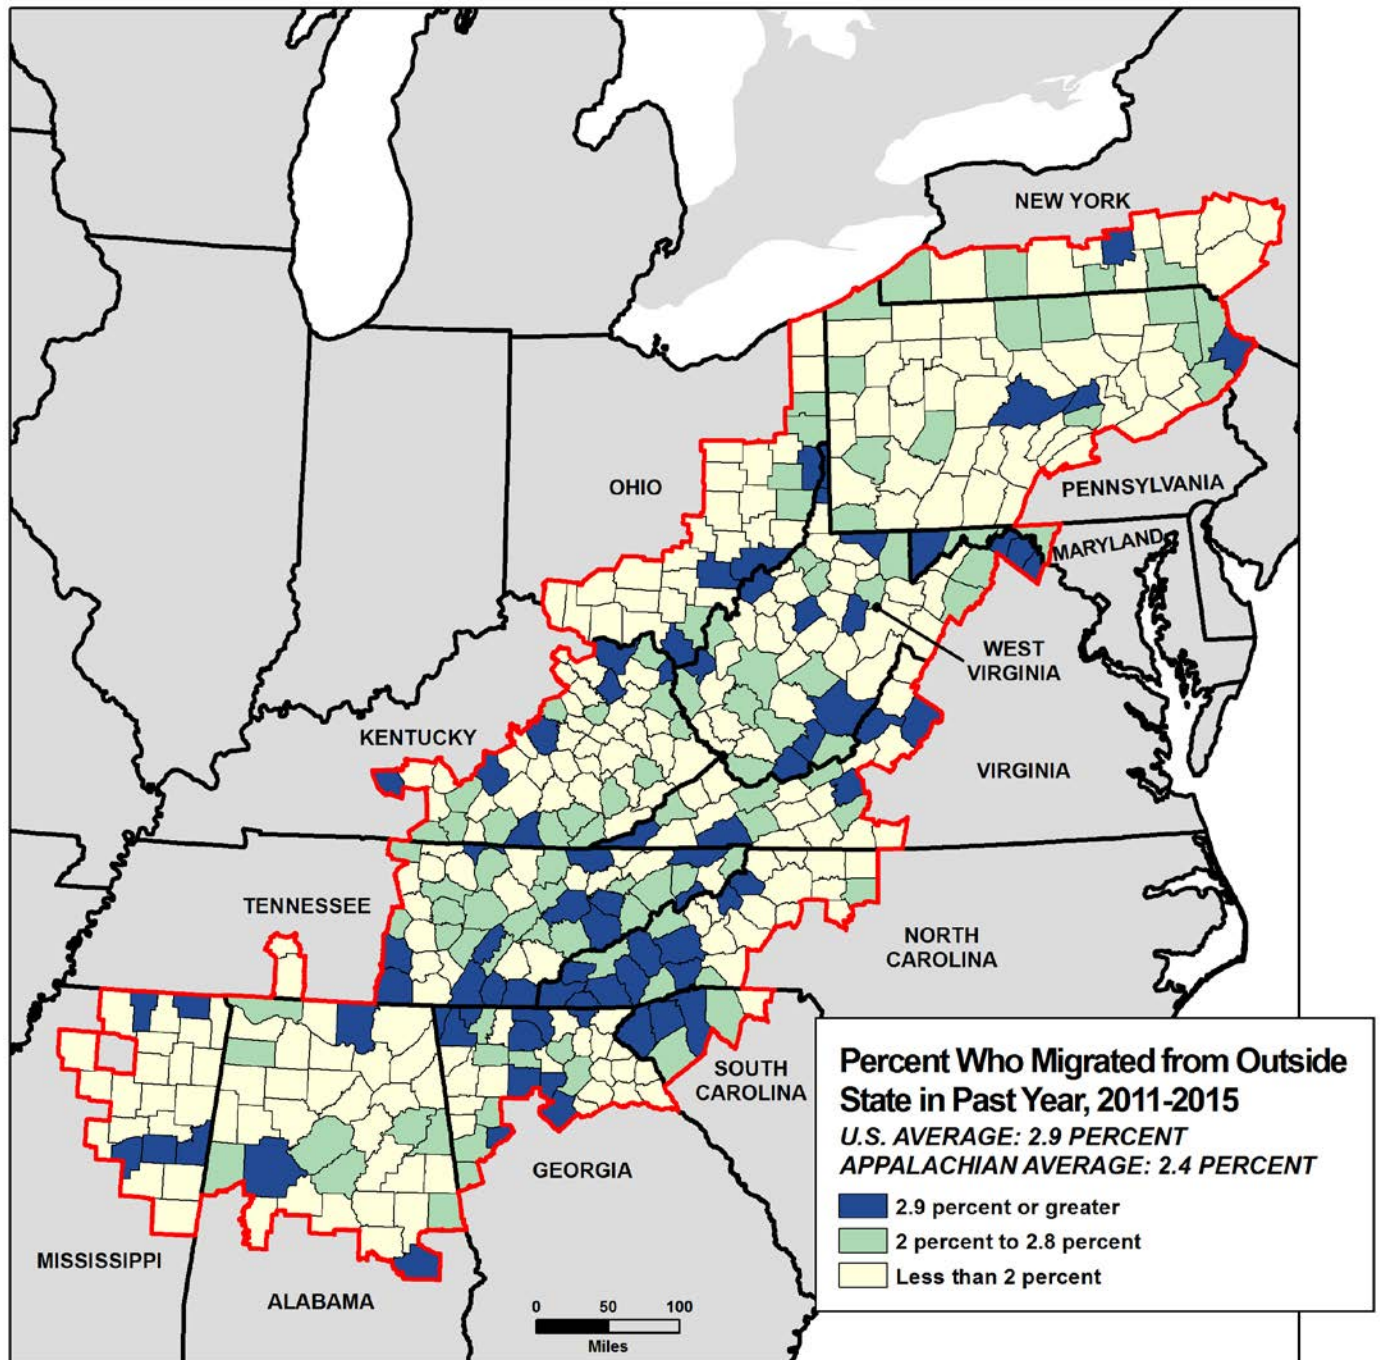 NEW YORK
PENNSYLVANIA
OHIO
MARYLAND
WEST
VIRGINIA
KENTUCKY
VIRGINIA
TENNESSEE
NORTH
CAROLINA
SOUTH
CAROLINA
GEORGIA
MISSISSIPPI
ALABAMA
Percent Who Migrated from Outside
State in Past Year, 2011-2015
U.S. AVERAGE: 2.9 PERCENT
APPALACHIAN AVERAGE: 2.4 PERCENT
2.9 percent or greater
2 percent to 2.8 percent
Less than 2 percent
0 50 100
Miles